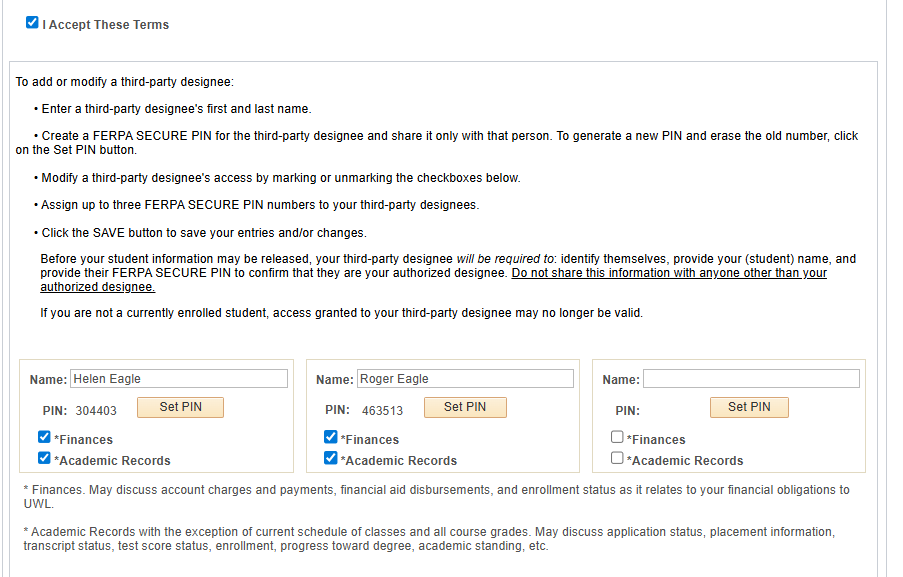 I Accept These Terms
To add or modify a third-party designee:
• Enter a third-party designee's first and last name.
• Create a FERPA SECURE PIN for the third-party designee and share it only with that person. To generate a new PIN and erase the old number, click
on the Set PIN button.
• Modify a third-party designee's access by marking or unmarking the checkboxes below.
• Assign up to three FERPA SECURE PIN numbers to your third-party designees.
• Click the SAVE button to save your entries and/or changes.
Before your student information may be released, your third-party designee will be required to: identify themselves, provide your (student) name, and
provide their FERPA SECURE PIN to confirm that they are your authorized designee. Do not share this information with anyone other than your
authorized designee.
If you are not a currently enrolled student, access granted to your third-party designee may no longer be valid.
Name: Helen Eagle
PIN: 304403 Set PIN
*Finances
*Academic Records
Name: Roger Eagle
PIN: 463513 Set PIN
*Finances
*Academic Records
Name:
PIN: Set PIN
*Finances
*Academic Records
* Finances. May discuss account charges and payments, financial aid disbursements, and enrollment status as it relates to your financial obligations to
UWL.
* Academic Records with the exception of current schedule of classes and all course grades. May discuss application status, placement information,
transcript status, test score status, enrollment, progress toward degree, academic standing, etc.